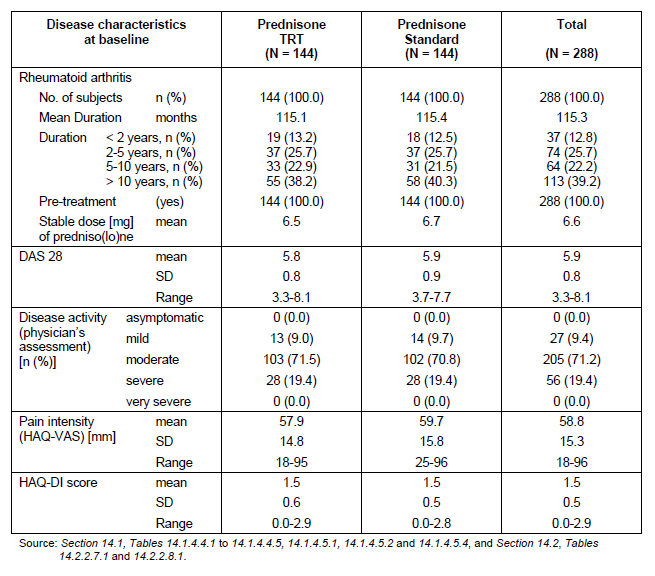 Disease characteristics at baseline | Prednisone TRT (N = 144) | Prednisone Standard (N = 144) | Total (N = 288)
Rheumatoid arthritis
No. of subjects n (%) 144 (100.0) 144 (100.0) 288 (100.0)
Mean Duration months 115.1 115.4 115.3
Duration < 2 years, n (%) 19 (13.2) 18 (12.5) 37 (12.8)
2-5 years, n (%) 37 (25.7) 37 (25.7) 74 (25.7)
5-10 years, n (%) 33 (22.9) 31 (21.5) 64 (22.2)
> 10 years, n (%) 55 (38.2) 58 (40.3) 113 (39.2)
Pre-treatment (yes) 144 (100.0) 144 (100.0) 288 (100.0)
Stable dose [mg] mean 6.5 6.7 6.6
of predniso(lo)ne
DAS 28 mean 5.8 5.9 5.9
SD 0.8 0.9 0.8
Range 3.3-8.1 3.7-7.7 3.3-8.1
Disease activity asymptomatic 0 (0.0) 0 (0.0) 0 (0.0)
(physician's mild 13 (9.0) 14 (9.7) 27 (9.4)
assessment)
[n (%)] moderate 103 (71.5) 102 (70.8) 205 (71.2)
severe 28 (19.4) 28 (19.4) 56 (19.4)
very severe 0 (0.0) 0 (0.0) 0 (0.0)
Pain intensity mean 57.9 59.7 58.8
(HAQ-VAS) [mm] SD 14.8 15.8 15.3
Range 18-95 25-96 18-96
HAQ-DI score mean 1.5 1.5 1.5
SD 0.6 0.5 0.5
Range 0.0-2.9 0.0-2.8 0.0-2.9
Source: Section 14.1, Tables 14.1.4.4.1 to 14.1.4.4.5, 14.1.4.5.1, 14.1.4.5.2 and 14.1.4.5.4, and Section 14.2, Tables
14.2.2.7.1 and 14.2.2.8.1.